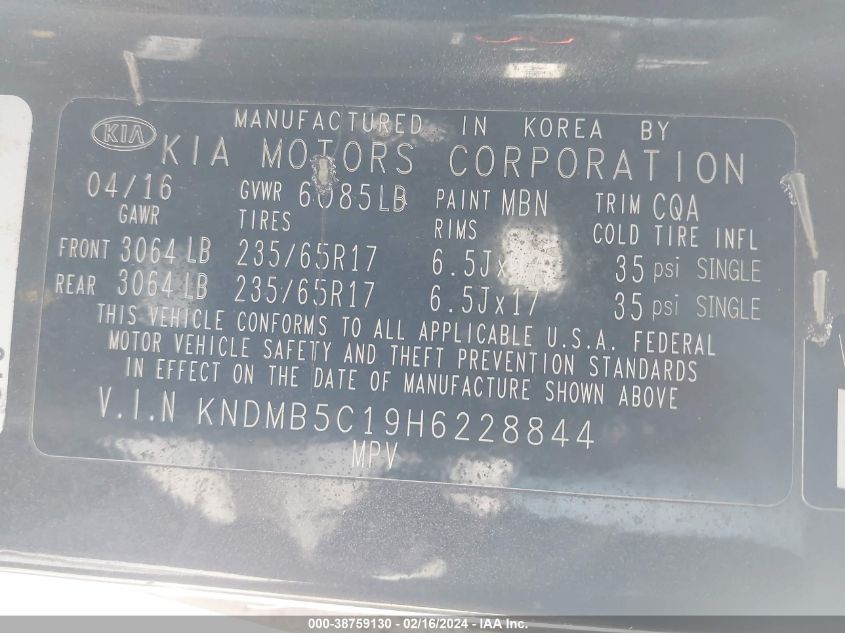 MANUFACTURED IN KOREA BY
KIA KIA MOTORS CORPORATION
04/16 GVWR 6085LB PAINT MBN TRIM CQA
GAWR TIRES RIMS COLD TIRE INFL
FRONT 3064 LB 235/65R17 6.5Jx 35 psi SINGLE
REAR 3064 LB 235/65R17 6.5Jx17 35 psi SINGLE
THIS VEHICLE CONFORMS TO ALL APPLICABLE U.S.A. FEDERAL
MOTOR VEHICLE SAFETY AND THEFT PREVENTION STANDARDS
IN EFFECT ON THE DATE OF MANUFACTURE SHOWN ABOVE
V.I.N KNDMB5C19H6228844
MPV
000-38759130 - 02/16/2024 - IAA Inc.